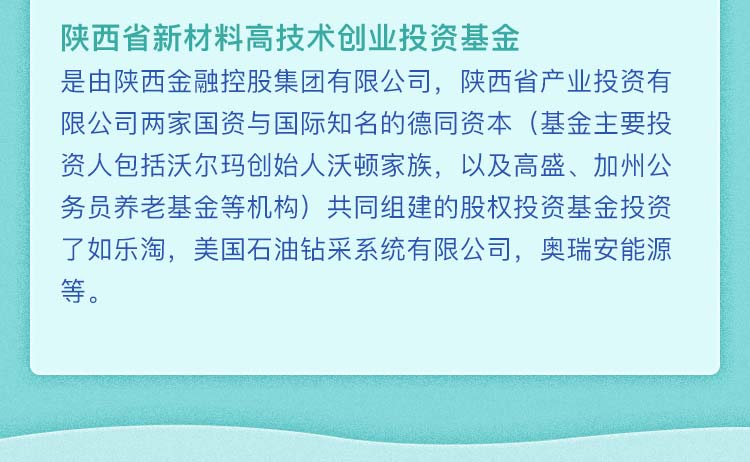 陕西省新材料高技术创业投资基金
是由陕西金融控股集团有限公司，陕西省产业投资有
限公司两家国资与国际知名的德同资本（基金主要投
资人包括沃尔玛创始人沃顿家族，以及高盛、加州公
务员养老基金等机构）共同组建的股权投资基金投资
了如乐淘，美国石油钻采系统有限公司，奥瑞安能源
等。